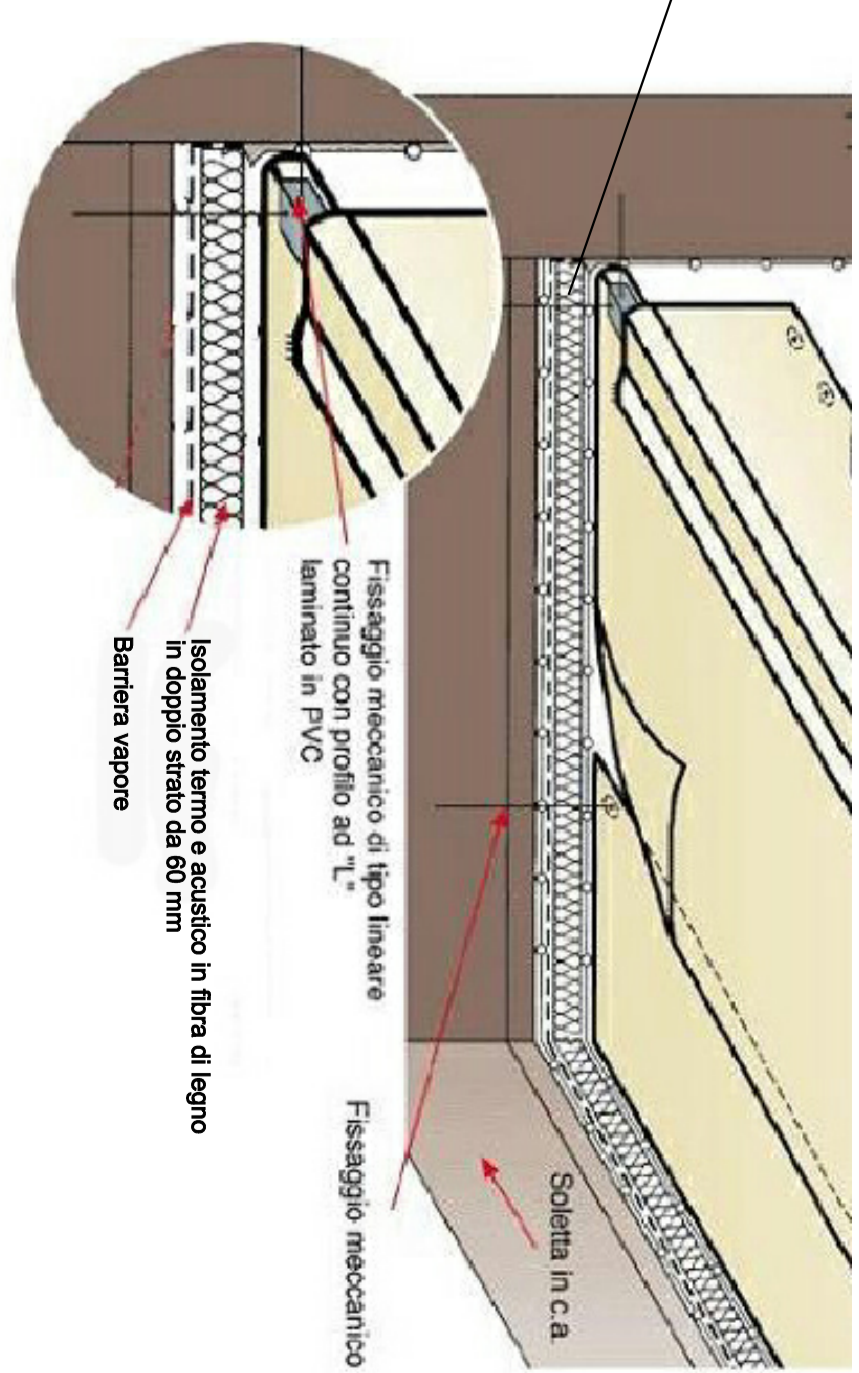 Soletta in c.a.
Fissaggio meccanico
Fissaggio meccanico di tipo lineare
continuo con profilo ad "L"
laminato in PVC
Isolamento termo e acustico in fibra di legno
in doppio strato da 60 mm
Barriera vapore